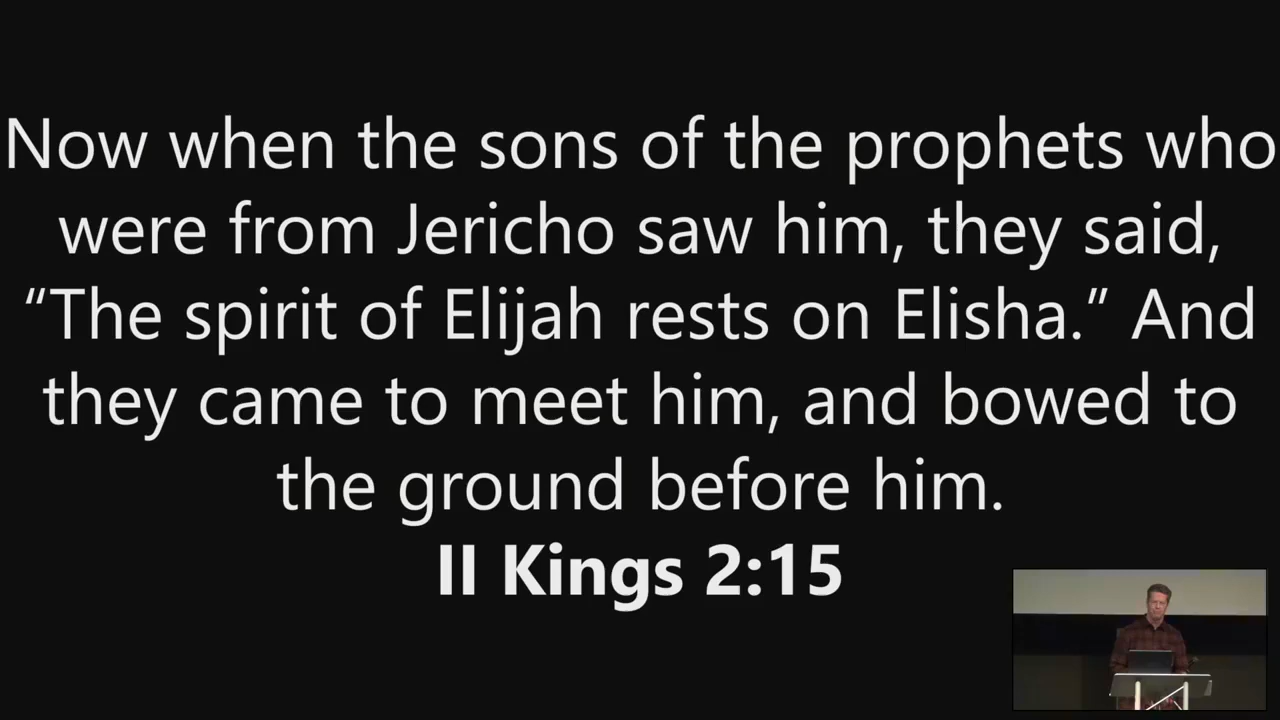 Now when the sons of the prophets who
were from Jericho saw him, they said,
“The spirit of Elijah rests on Elisha.” And
they came to meet him, and bowed to
the ground before him.
II Kings 2:15